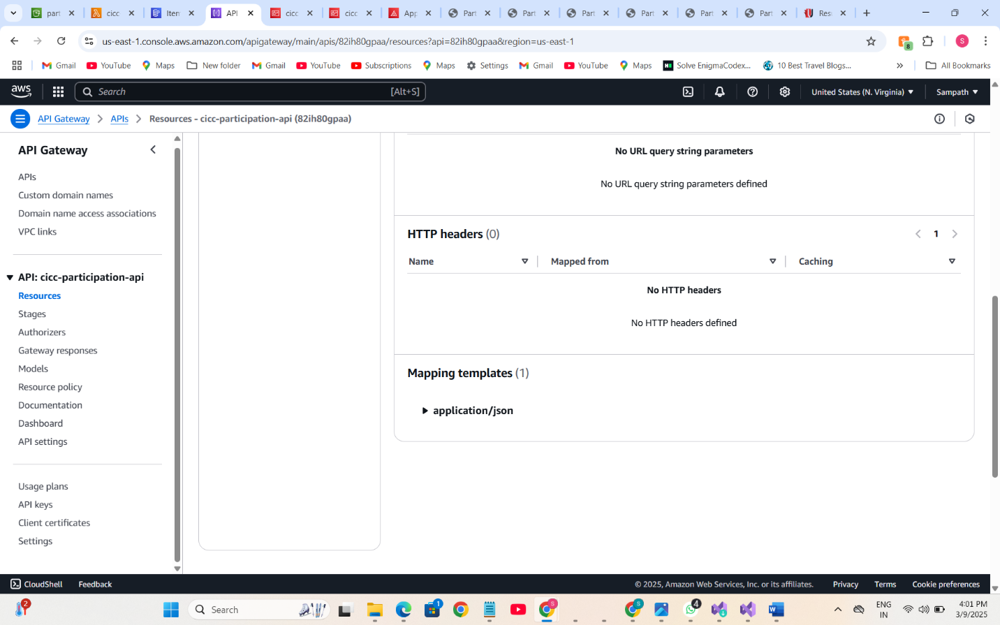 part
cicc
Iten
API
cicc
cicc
App
Part
Part
Part
Part
Part
Part
Res
us-east-1.console.aws.amazon.com/apigateway/main/apis/82ih80gpaa/resources?api=82ih80gpaa&region=us-east-1
8
S
Gmail
YouTube
Maps
New folder
Gmail
YouTube
Subscriptions
Maps
Settings
Gmail
YouTube
Maps
Solve EnigmaCodex...
10 Best Travel Blogs...
All Bookmarks
aws
Search
[Alt+S]
United States (N. Virginia)
Sampath
API Gateway
APIs
Resources - cicc-participation-api (82ih80gpaa)
API Gateway
APIs
Custom domain names
Domain name access associations
VPC links
API: cicc-participation-api
Resources
Stages
Authorizers
Gateway responses
Models
Resource policy
Documentation
Dashboard
API settings
Usage plans
API keys
Client certificates
Settings
No URL query string parameters
No URL query string parameters defined
HTTP headers (0)
1
Name
Mapped from
Caching
No HTTP headers
No HTTP headers defined
Mapping templates (1)
application/json
CloudShell
Feedback
© 2025, Amazon Web Services, Inc. or its affiliates.
Privacy
Terms
Cookie preferences
2
Search
1
S
S
4
ENG
IN
4:01 PM
3/9/2025